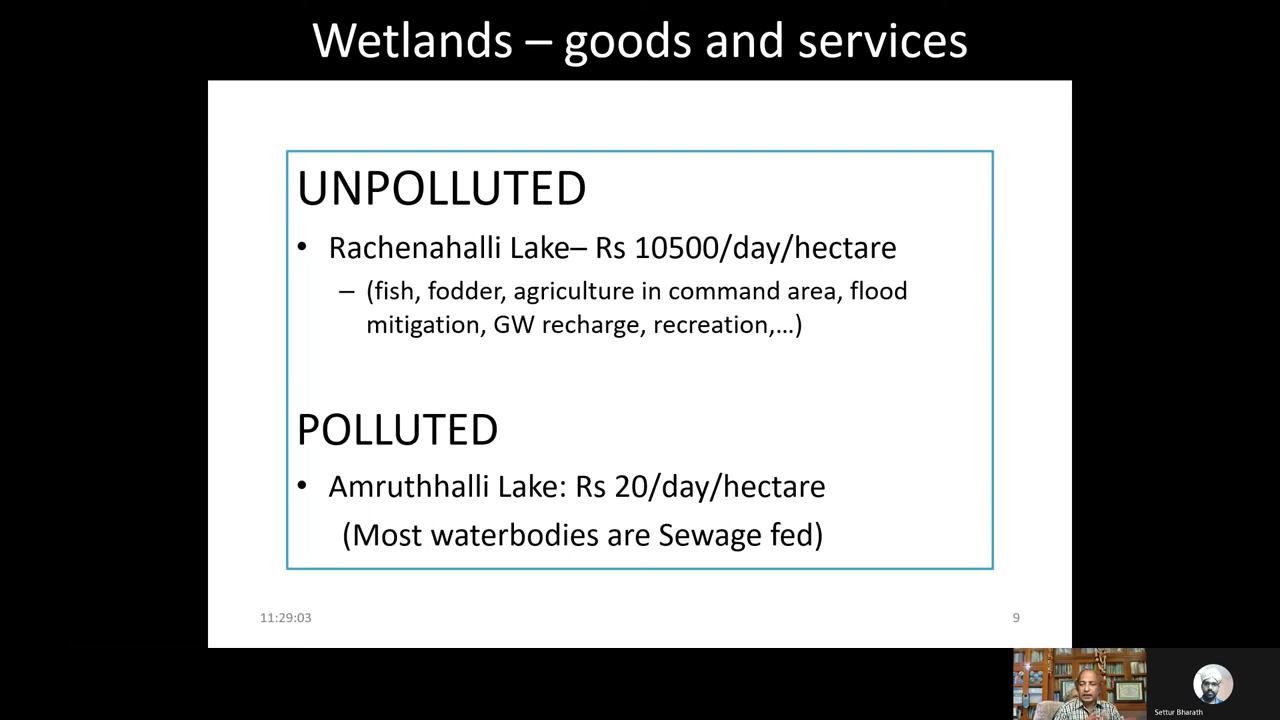 Wetlands – goods and services
UNPOLLUTED
• Rachenahalli Lake– Rs 10500/day/hectare
– (fish, fodder, agriculture in command area, flood
mitigation, GW recharge, recreation,...)
POLLUTED
• Amruthhalli Lake: Rs 20/day/hectare
(Most waterbodies are Sewage fed)
11:29:03
9
Settur Bharath